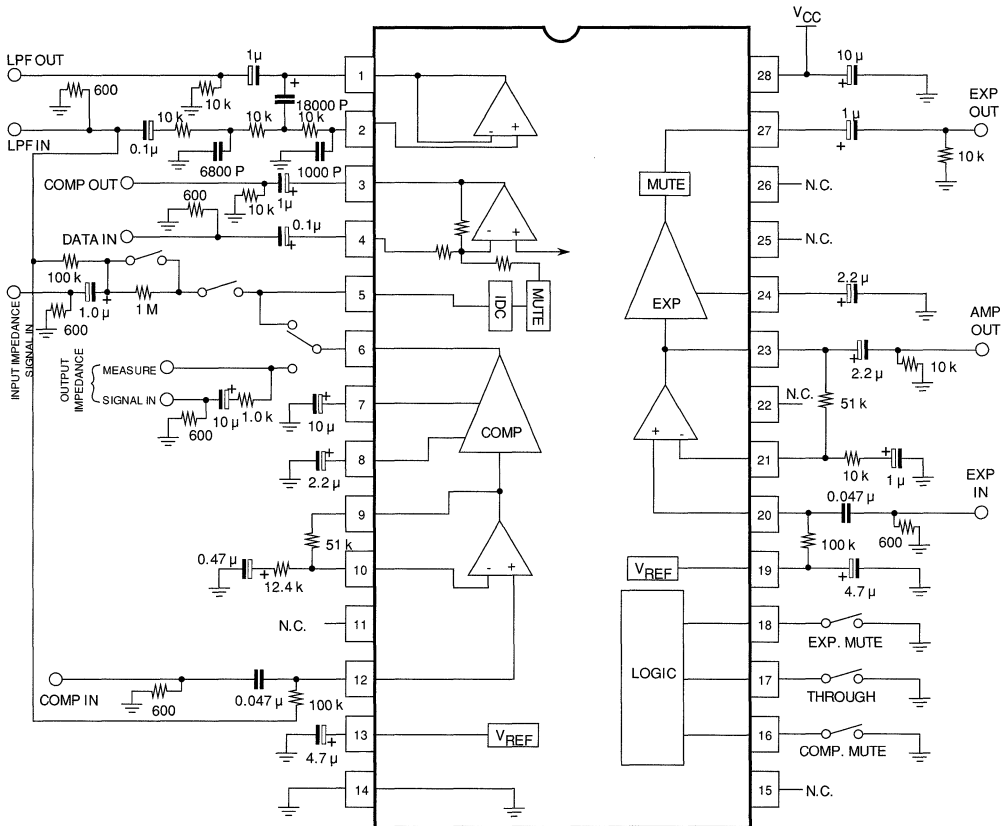 VCC
LPF OUT
1µ
+
600
10 k
18000 P
1
28
10 µ
+
EXP
OUT
LPF IN
0.1µ
10 k
10 k
10 k
2
6800 P
1000 P
- +
27
1 µ
+
10 k
COMP OUT
600
10k
1µ
+
3
MUTE
26
N.C.
DATA IN
0.1µ
+
4
- +
25
N.C.
100 k
600
1.0 µ
+
1 M
5
IDC
MUTE
EXP
24
2.2 µ
+
INPUT IMPEDANCE
SIGNAL IN
6
23
2.2 µ
+
10 k
AMP
OUT
OUTPUT
IMPEDANCE
MEASURE
SIGNAL IN
600
10 µ
+
1.0k
10 µ
+
7
COMP
N.C.
22
51 k
2.2 µ
+
8
+ -
21
10 k
+
1 µ
EXP
IN
9
51 k
20
0.047 µ
600
100 k
0.47 µ
+
12.4 k
10
- +
VREF
19
4.7 µ
+
N.C.
11
LOGIC
18
EXP. MUTE
COMP IN
600
0.047 µ
100 k
12
17
THROUGH
4.7 µ
+
13
VREF
16
COMP. MUTE
14
15
N.C.